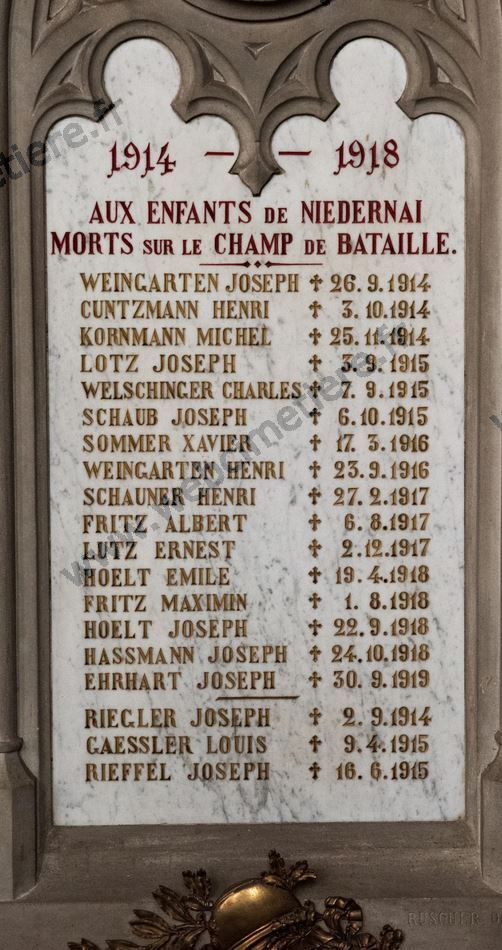 1914 — — 1918
AUX ENFANTS DE NIEDERNAI
MORTS SUR LE CHAMP DE BATAILLE.
WEINGARTEN JOSEPH ✝ 26.9.1914
CUNTZMANN HENRI ✝ 3.10.1914
KORNMANN MICHEL ✝ 25.11.1914
LOTZ JOSEPH ✝ 3.9.1915
WELSCHINGER CHARLES ✝ 7.9.1915
SCHAUB JOSEPH ✝ 6.10.1915
SOMMER XAVIER ✝ 17.3.1916
WEINGARTEN HENRI ✝ 23.9.1916
SCHAUNER HENRI ✝ 27.2.1917
FRITZ ALBERT ✝ 6.8.1917
LUTZ ERNEST ✝ 2.12.1917
HOELT EMILE ✝ 19.4.1918
FRITZ MAXIMIN ✝ 1.8.1918
HOELT JOSEPH ✝ 22.9.1918
HASSMANN JOSEPH ✝ 24.10.1918
EHRHART JOSEPH ✝ 30.9.1919
RIEGLER JOSEPH ✝ 2.9.1914
GAESSLER LOUIS ✝ 9.4.1915
RIEFFEL JOSEPH ✝ 16.6.1915
www.webcimetiere.fr